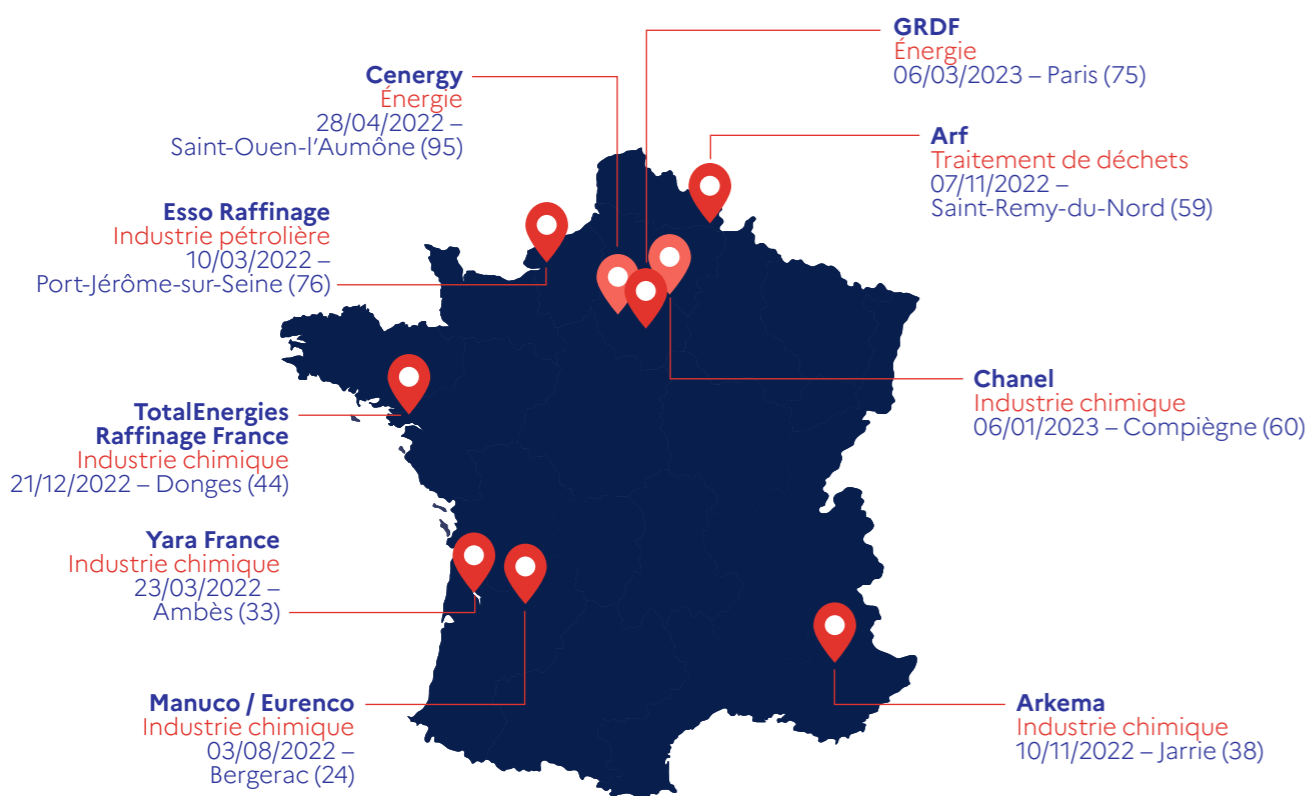 GRDF
Énergie
06/03/2023 – Paris (75)
Cenergy
Énergie
28/04/2022 –
Saint-Ouen-l'Aumône (95)
Arf
Traitement de déchets
07/11/2022 –
Saint-Remy-du-Nord (59)
Esso Raffinage
Industrie pétrolière
10/03/2022 –
Port-Jérôme-sur-Seine (76)
Chanel
Industrie chimique
06/01/2023 – Compiègne (60)
TotalEnergies
Raffinage France
Industrie chimique
21/12/2022 – Donges (44)
Yara France
Industrie chimique
23/03/2022 –
Ambès (33)
Manuco / Eurenco
Industrie chimique
03/08/2022 –
Bergerac (24)
Arkema
Industrie chimique
10/11/2022 – Jarrie (38)